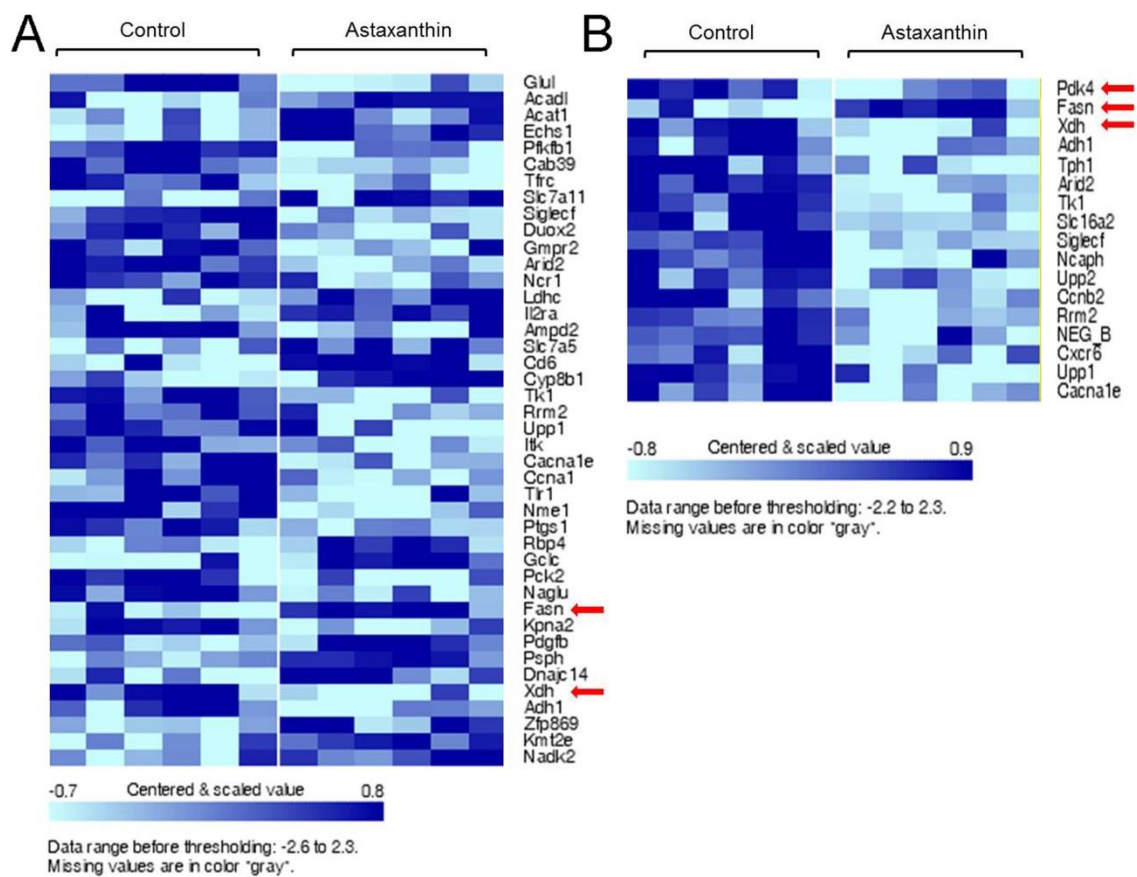 A
Control
Astaxanthin
Glul
Acadl
Acat1
Echs1
Pfkfb1
Cab39
Tfrc
Slc7a11
Siglecf
Duox2
Gmpr2
Arid2
Ncr1
Ldhc
Il2ra
Ampd2
Slc7a5
Cd6
Cyp8b1
Tk1
Rrm2
Upp1
Itk
Cacna1e
Ccna1
Tlr1
Nme1
Ptgs1
Rbp4
Gclc
Pck2
Naglu
Fasn
Kpna2
Pdgfb
Psph
Dnajc14
Xdh
Adh1
Zfp869
Kmt2e
Nadk2
-0.7 Centered & scaled value 0.8
Data range before thresholding: -2.6 to 2.3.
Missing values are in color "gray".
B
Control
Astaxanthin
Pdk4
Fasn
Xdh
Adh1
Tph1
Arid2
Tk1
Slc16a2
Siglecf
Ncaph
Upp2
Ccnb2
Rrm2
NEG_B
Cxcr6
Upp1
Cacna1e
-0.8 Centered & scaled value 0.9
Data range before thresholding: -2.2 to 2.3.
Missing values are in color "gray".